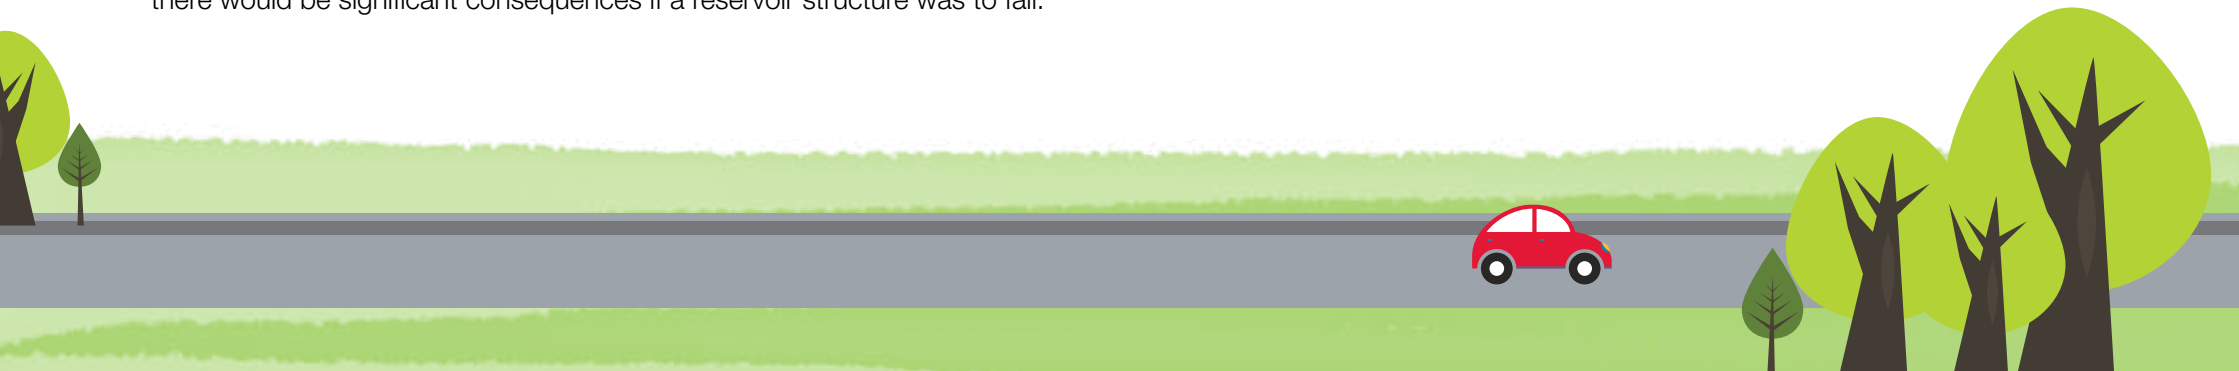 there would be significant consequences if a reservoir structure was to fail.